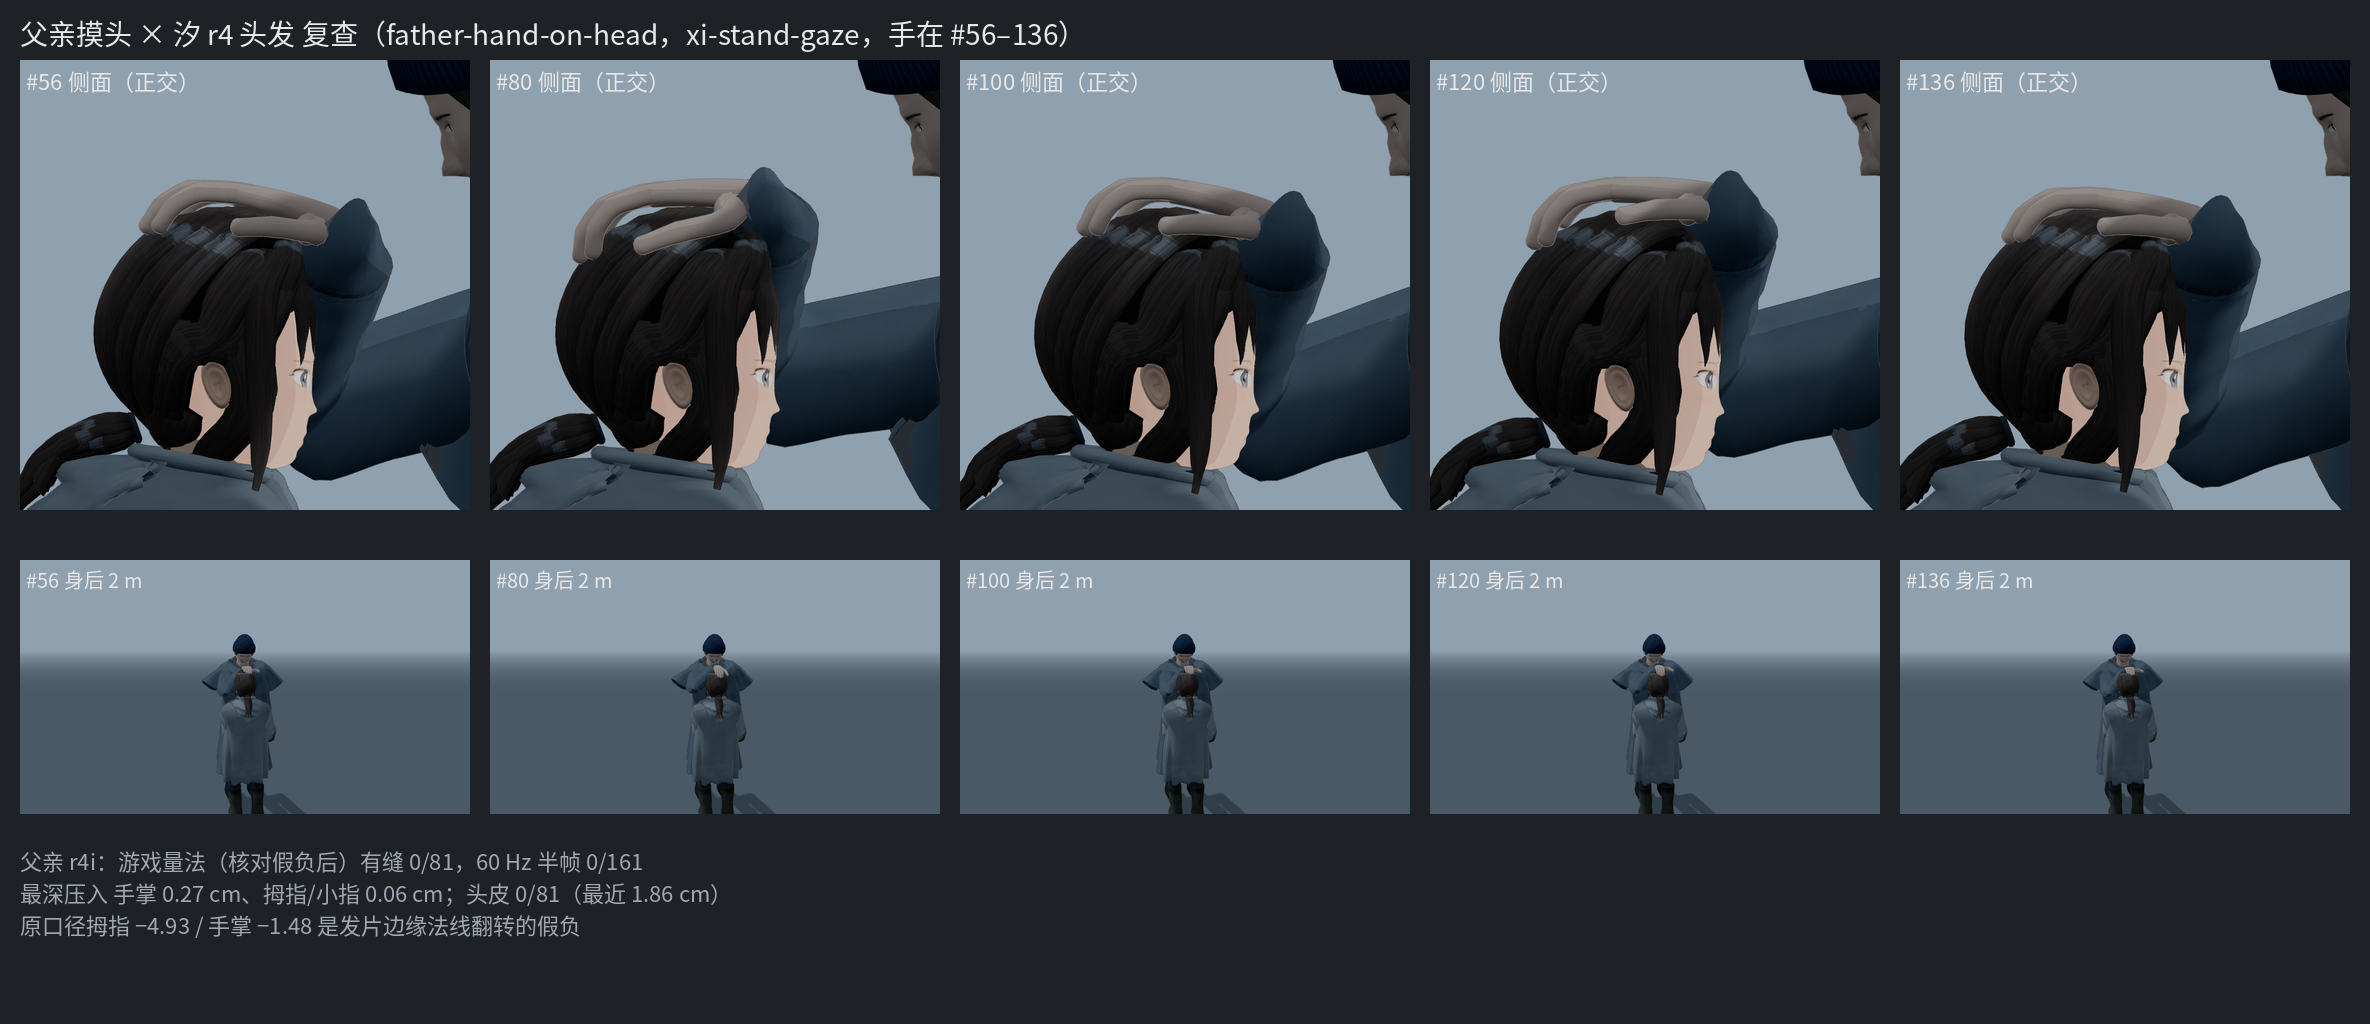 父亲摸头 × 汐 r4 头发 复查（father-hand-on-head，xi-stand-gaze，手在 #56–136）
#56 侧面（正交）
#80 侧面（正交）
#100 侧面（正交）
#120 侧面（正交）
#136 侧面（正交）
#56 身后 2 m
#80 身后 2 m
#100 身后 2 m
#120 身后 2 m
#136 身后 2 m
父亲 r4i：游戏量法（核对假负后）有缝 0/81，60 Hz 半帧 0/161
最深压入 手掌 0.27 cm、拇指/小指 0.06 cm；头皮 0/81（最近 1.86 cm）
原口径拇指 −4.93 / 手掌 −1.48 是发片边缘法线翻转的假负